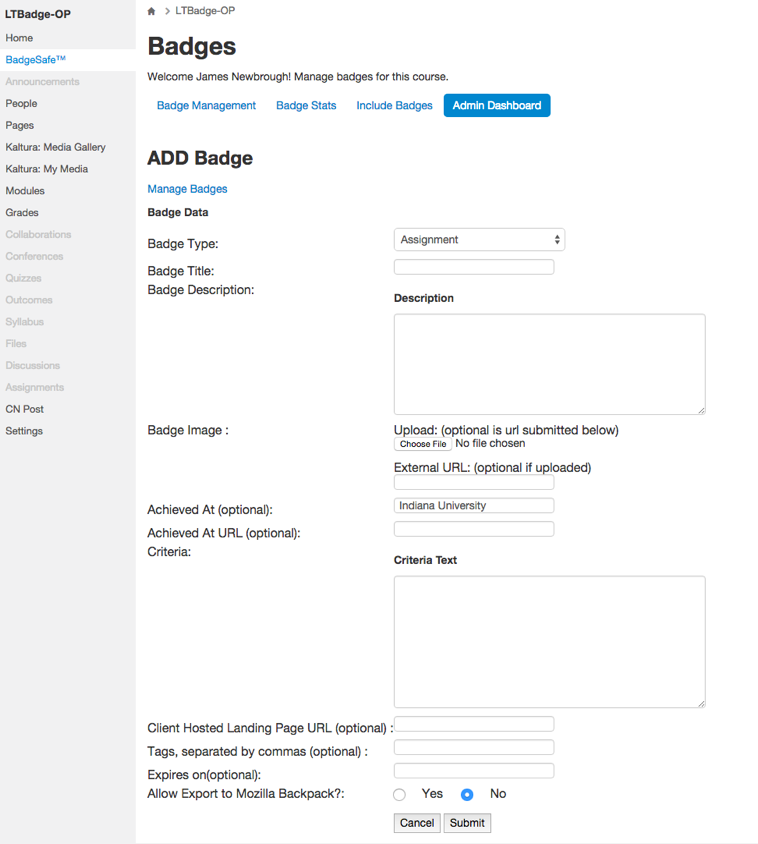 LTBadge-OP
Home
BadgeSafe™
Announcements
People
Pages
Kaltura: Media Gallery
Kaltura: My Media
Modules
Grades
Collaborations
Conferences
Quizzes
Outcomes
Syllabus
Files
Discussions
Assignments
CN Post
Settings
LTBadge-OP
Badges
Welcome James Newbrough! Manage badges for this course.
Badge Management Badge Stats Include Badges Admin Dashboard
ADD Badge
Manage Badges
Badge Data
Badge Type: Assignment
Badge Title:
Badge Description:
Description
Badge Image : Upload: (optional is url submitted below)
Choose File No file chosen
External URL: (optional if uploaded)
Achieved At (optional): Indiana University
Achieved At URL (optional):
Criteria:
Criteria Text
Client Hosted Landing Page URL (optional) :
Tags, separated by commas (optional) :
Expires on(optional):
Allow Export to Mozilla Backpack?: Yes No
Cancel Submit